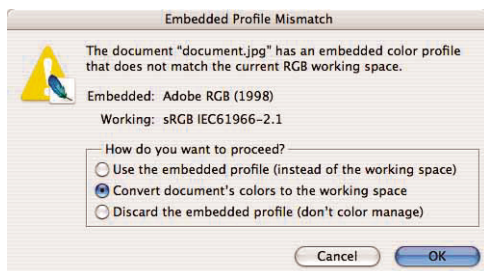 Embedded Profile Mismatch
The document "document.jpg" has an embedded color profile
that does not match the current RGB working space.
Embedded: Adobe RGB (1998)
Working: sRGB IEC61966-2.1
How do you want to proceed?
Use the embedded profile (instead of the working space)
Convert document's colors to the working space
Discard the embedded profile (don't color manage)
Cancel OK